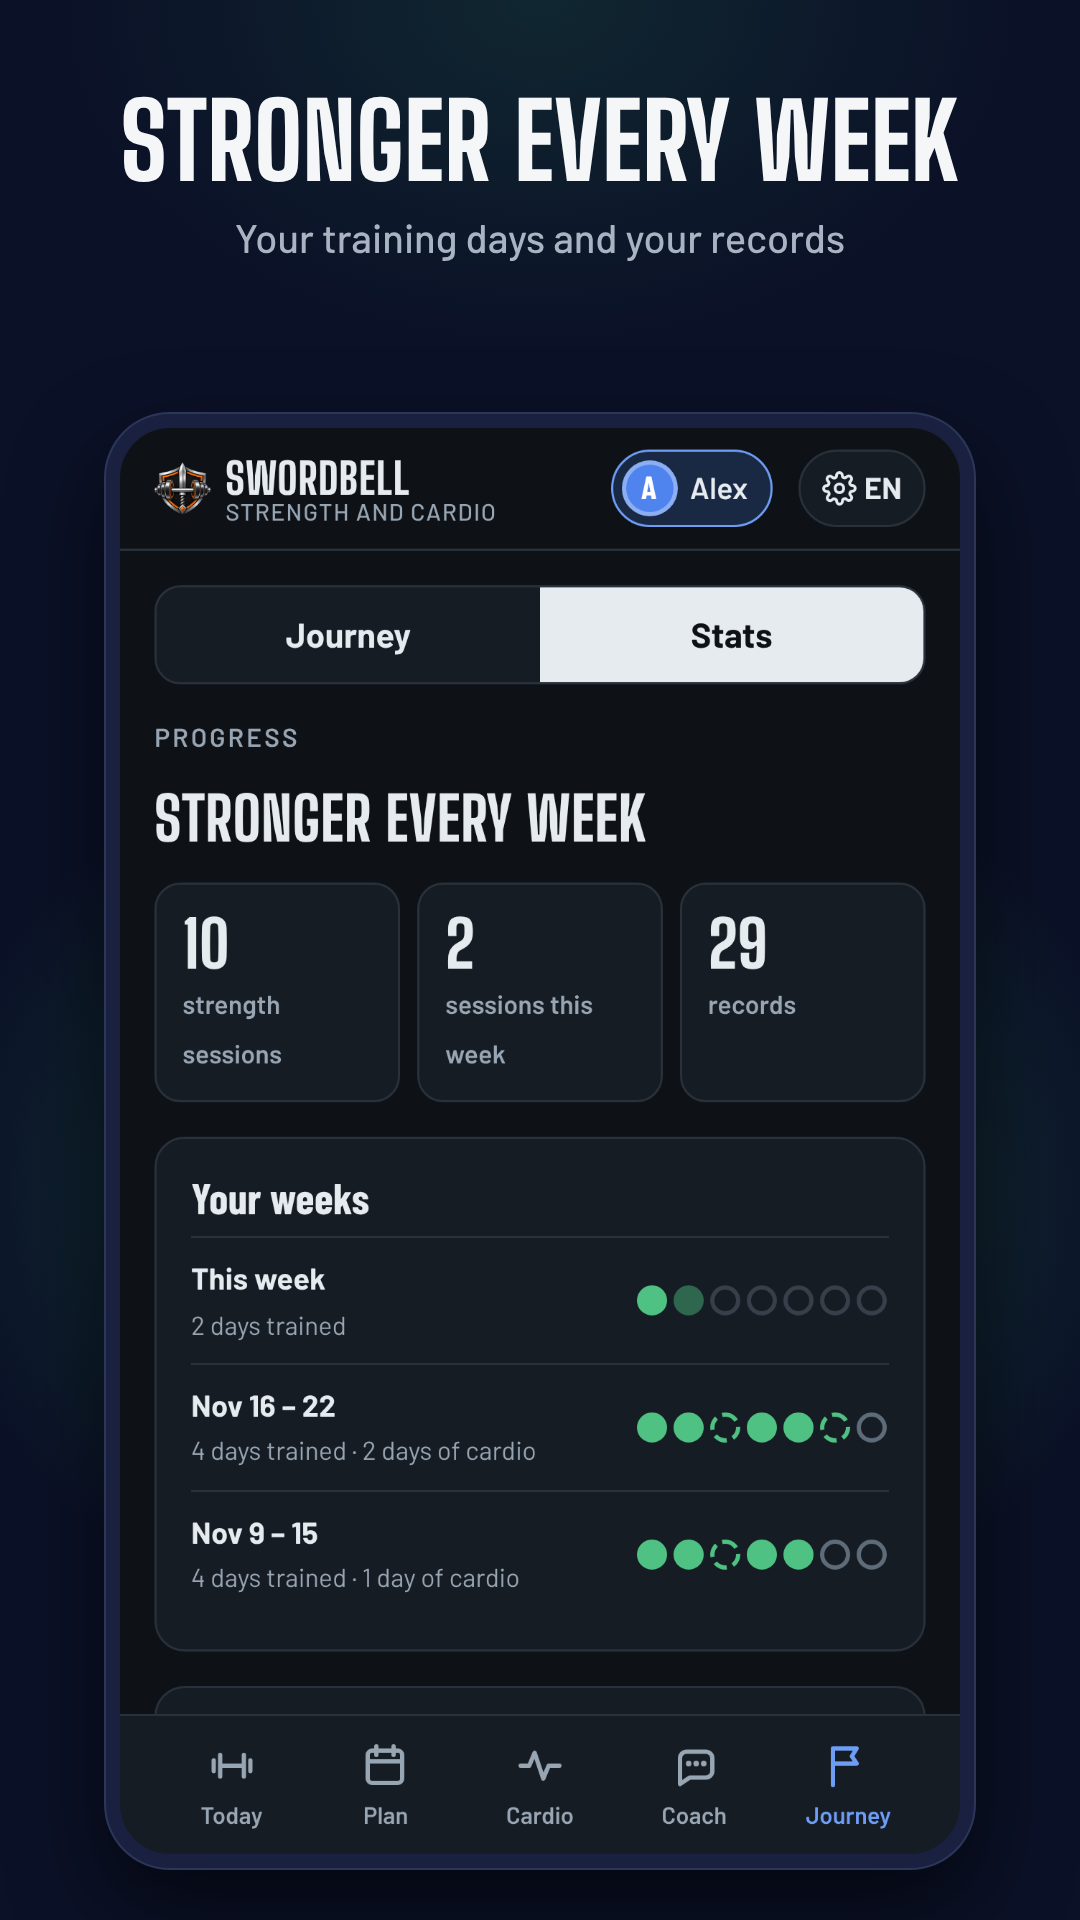 STRONGER EVERY WEEK
Your training days and your records
SWORDBELL
STRENGTH AND CARDIO
A Alex
EN
Journey
Stats
PROGRESS
STRONGER EVERY WEEK
10
strength
sessions
2
sessions this
week
29
records
Your weeks
This week
2 days trained
Nov 16 – 22
4 days trained · 2 days of cardio
Nov 9 – 15
4 days trained · 1 day of cardio
Today
Plan
Cardio
Coach
Journey